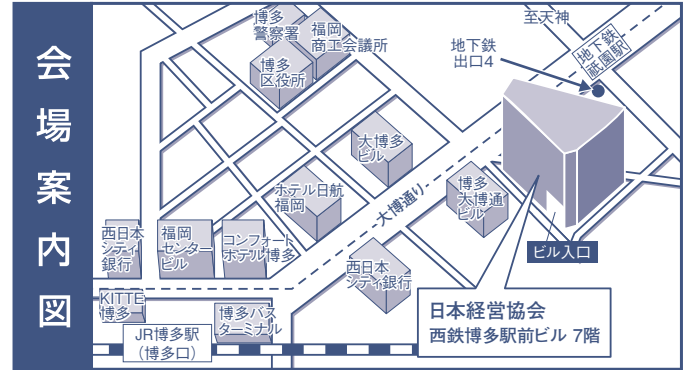 会場案内図
博多
警察署
福岡
商工会議所
博多
区役所
至天神
地下鉄
出口4
地下鉄
祇園駅
大博多
ビル
ホテル日航
福岡
大博通り
博多
大博通
ビル
ビル入口
西日本
シティ
銀行
福岡
センター
ビル
コンフォート
ホテル博多
西日本
シティ銀行
KITTE
博多
博多バス
ターミナル
JR博多駅
（博多口）
日本経営協会
西鉄博多駅前ビル 7階